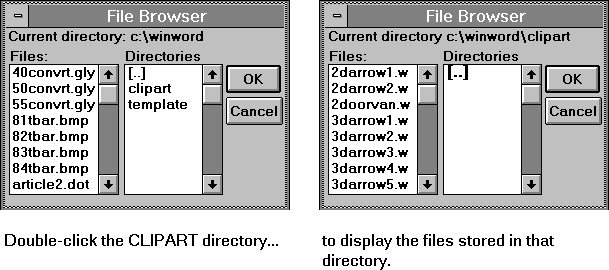 File Browser
Current directory: c:\winword
Files: Directories
40convrt.gly [..]
50convrt.gly clipart
55convrt.gly template
81tbar.bmp
82tbar.bmp
83tbar.bmp
84tbar.bmp
article2.dot
OK
Cancel
File Browser
Current directory c:\winword\clipart
Files: Directories
2darrow1.w [..]
2darrow2.w
2doorvan.w
3darrow1.w
3darrow2.w
3darrow3.w
3darrow4.w
3darrow5.w
OK
Cancel
Double-click the CLIPART directory...
to display the files stored in that
directory.